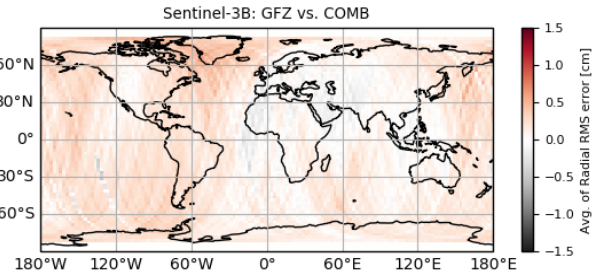 Sentinel-3B: GFZ vs. COMB
60°N
30°N
0°
30°S
60°S
180°W 120°W 60°W 0° 60°E 120°E 180°E
1.5
1.0
0.5
0.0
−0.5
−1.0
−1.5
Avg. of Radial RMS error [cm]